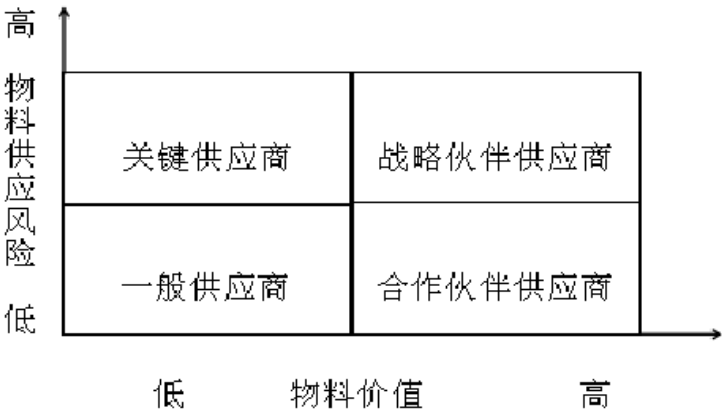 高
物料供应风险
低
关键供应商
战略伙伴供应商
一般供应商
合作伙伴供应商
低 物料价值 高